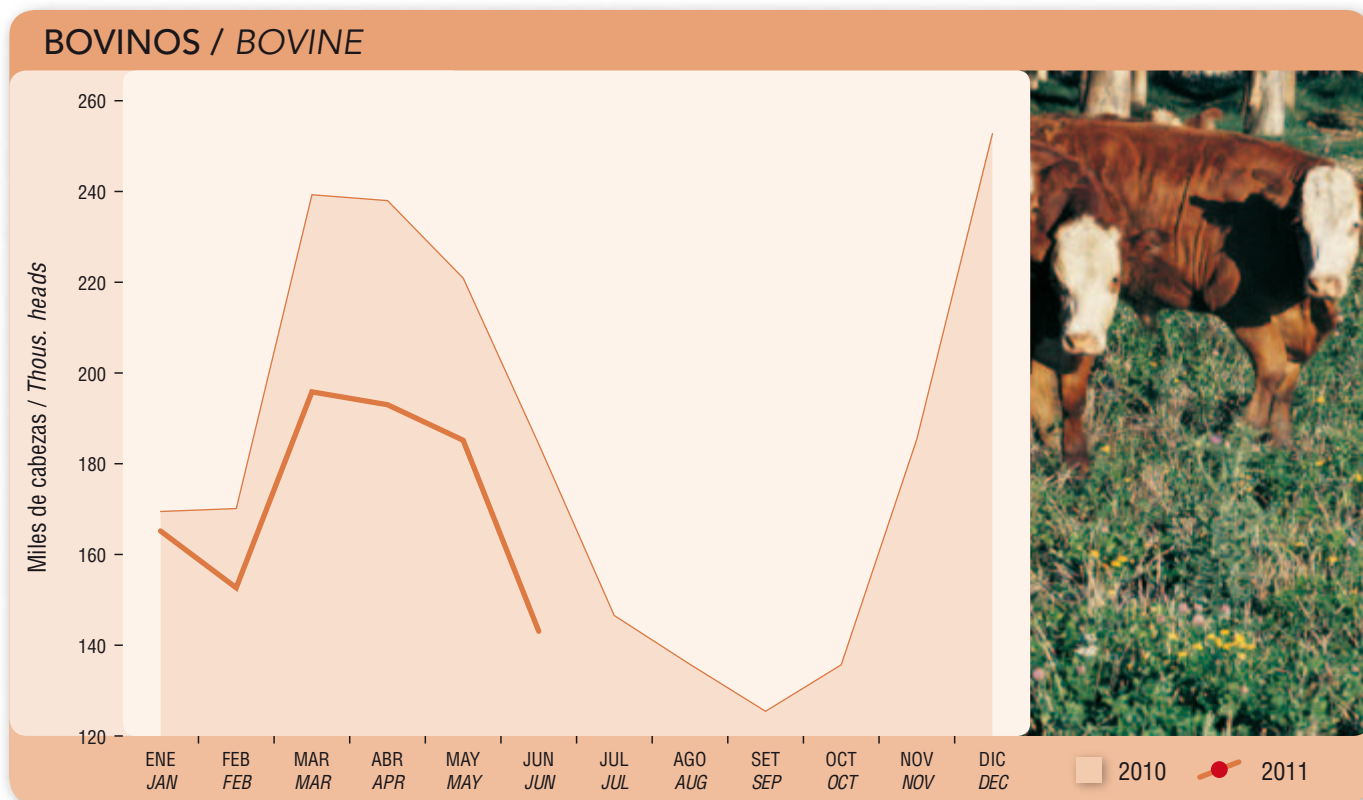 BOVINOS / BOVINE
Miles de cabezas / Thous. heads
260
240
220
200
180
160
140
120
ENE FEB MAR ABR MAY JUN JUL AGO SET OCT NOV DIC
JAN FEB MAR APR MAY JUN JUL AUG SEP OCT NOV DEC
2010 2011